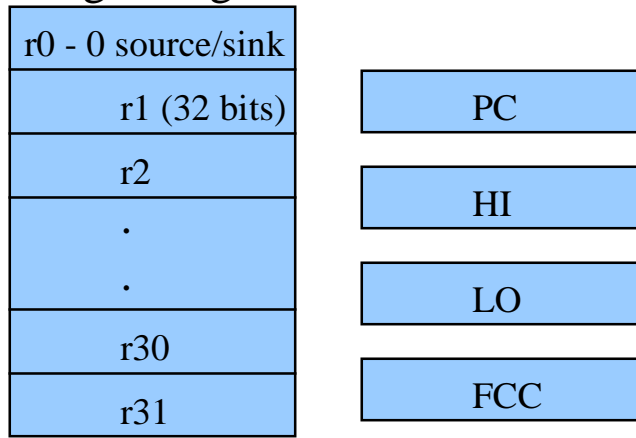 r0 - 0 source/sink
r1 (32 bits)
r2
.
.
r30
r31
PC
HI
LO
FCC